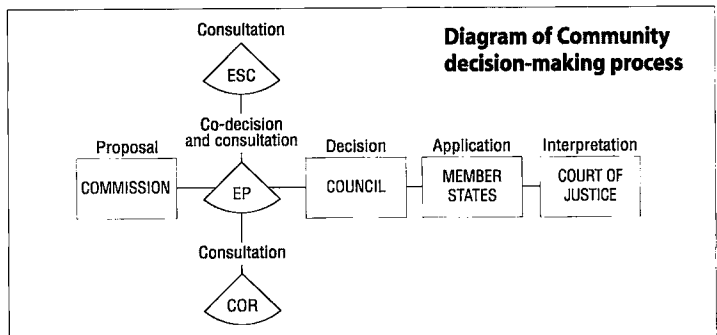 Diagram of Community
decision-making process
Consultation
ESC
Co-decision
and consultation
Proposal
COMMISSION
EP
Decision
COUNCIL
Application
MEMBER
STATES
Interpretation
COURT OF
JUSTICE
Consultation
COR